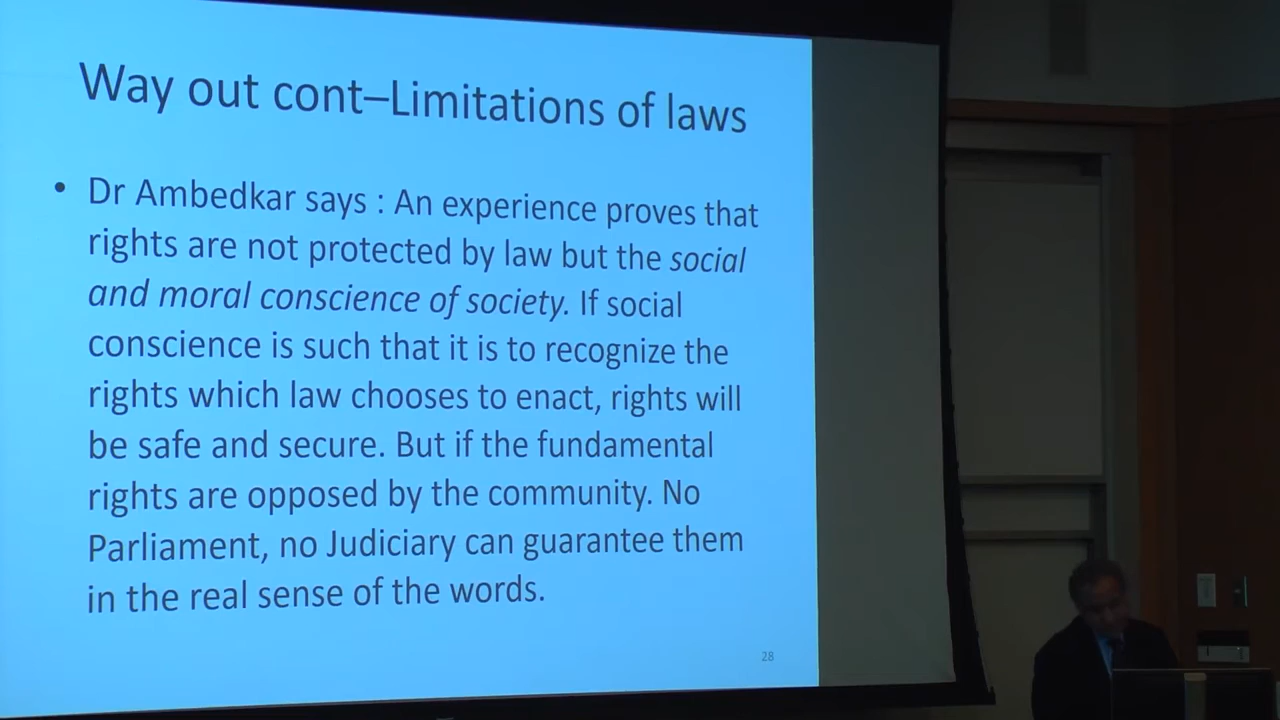 Way out cont–Limitations of laws
• Dr Ambedkar says : An experience proves that
rights are not protected by law but the social
and moral conscience of society. If social
conscience is such that it is to recognize the
rights which law chooses to enact, rights will
be safe and secure. But if the fundamental
rights are opposed by the community. No
Parliament, no Judiciary can guarantee them
in the real sense of the words.
28